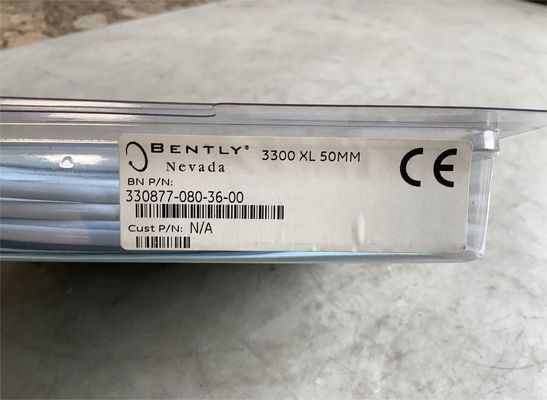 BENTLY® 3300 XL 50MM
Nevada
CE
BN P/N:
330877-080-36-00
Cust P/N: N/A